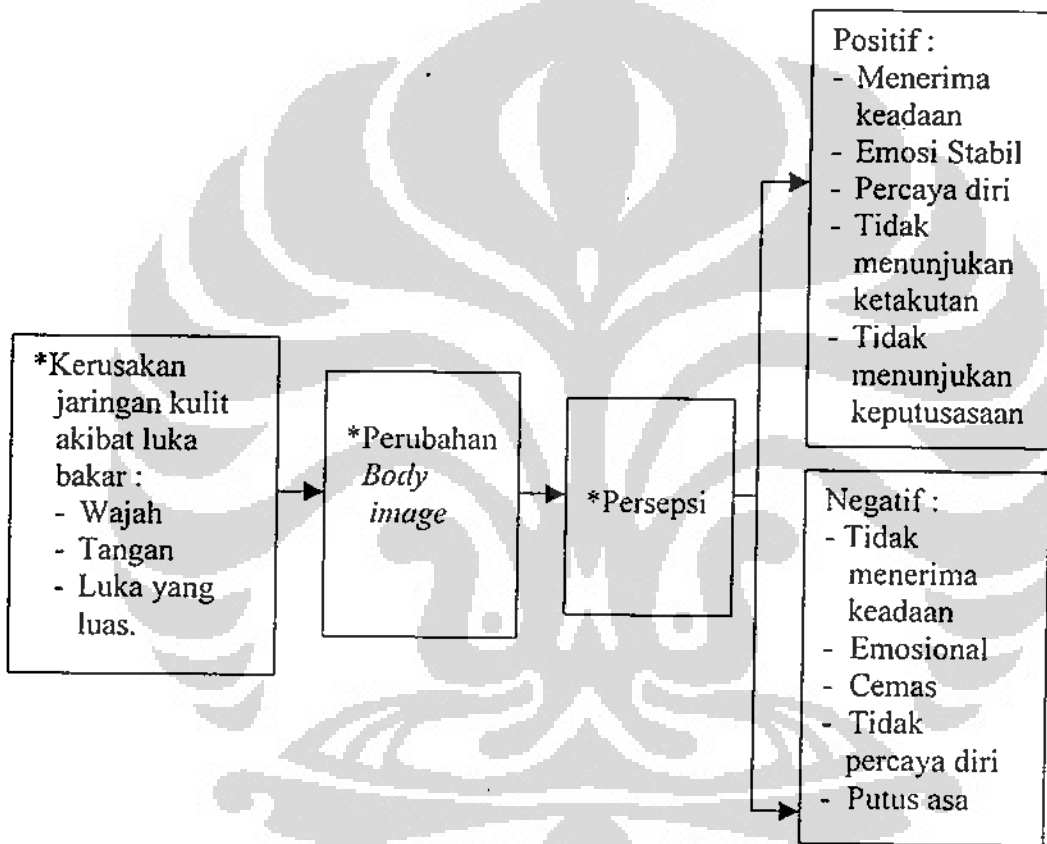 *Kerusakan
jaringan kulit
akibat luka
bakar :
- Wajah
- Tangan
- Luka yang
luas.
*Perubahan
Body
image
*Persepsi
Positif :
- Menerima
keadaan
- Emosi Stabil
- Percaya diri
- Tidak
menunjukan
ketakutan
- Tidak
menunjukan
keputusasaan
Negatif :
- Tidak
menerima
keadaan
- Emosional
- Cemas
- Tidak
percaya diri
- Putus asa